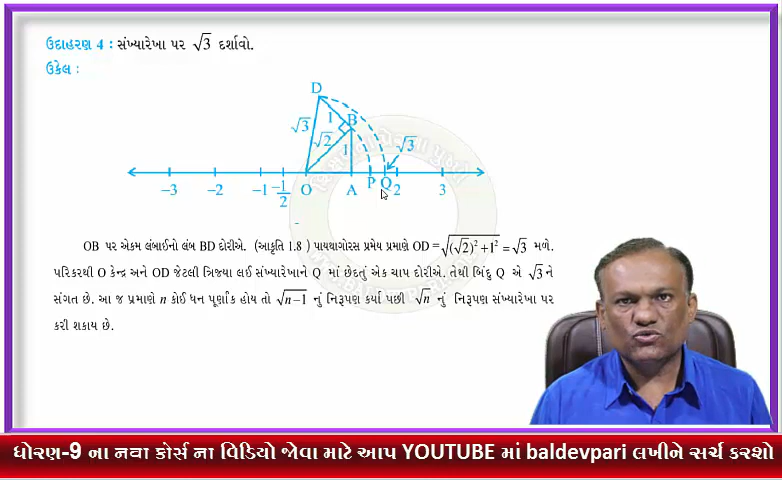 ઉદાહરણ 4 : સંખ્યારેખા પર √3 દર્શાવો.
ઉકેલ :
D
1 B
√3 √2 √3
1
-3 -2 -1 -1/2 O A P Q 2 3
OB પર એકમ લંબાઈનો લંબ BD દોરીએ. (આકૃતિ 1.8 ) પાયથાગોરસ પ્રમેય પ્રમાણે OD = √((√2)² + 1²) = √3 મળે.
પરિકરથી O કેન્દ્ર અને OD જેટલી ત્રિજ્યા લઈ સંખ્યારેખાને Q માં છેદતું એક ચાપ દોરીએ. તેથી બિંદુ Q એ √3 ને
સંગત છે. આ જ પ્રમાણે n કોઈ ધન પૂર્ણાંક હોય તો √(n-1) નું નિરૂપણ કર્યા પછી √n નું નિરૂપણ સંખ્યારેખા પર
કરી શકાય છે.
ધોરણ-9 ના નવા કોર્સ ના વિડિયો જોવા માટે આપ YOUTUBE માં baldevpari લખીને સર્ચ કરશો